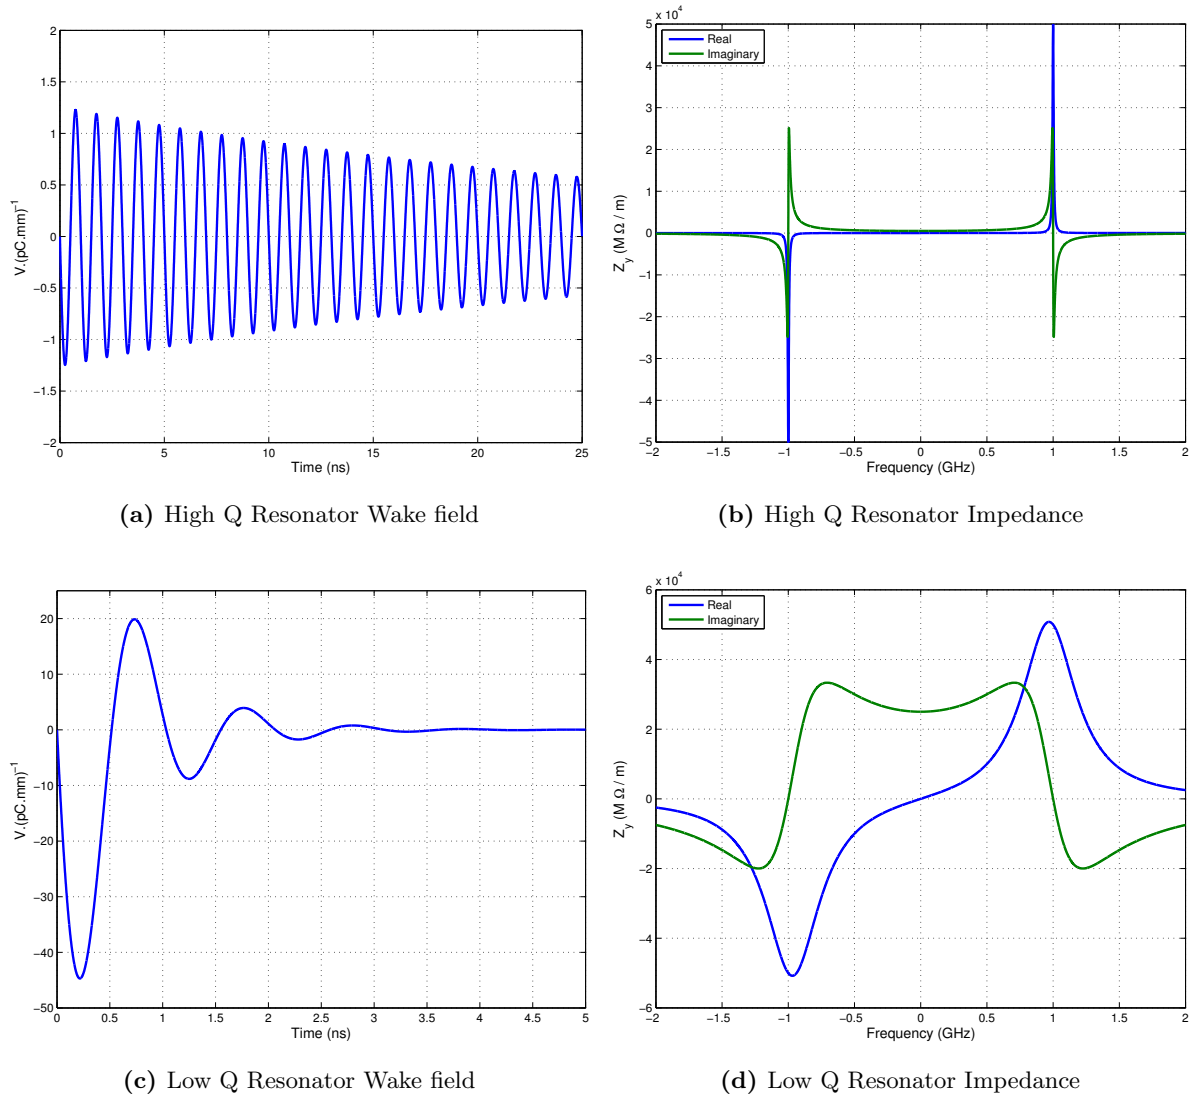 2
1.5
1
0.5
0
−0.5
−1
−1.5
−2
V.(pC.mm)⁻¹
0 5 10 15 20 25
Time (ns)
(a) High Q Resonator Wake field
x 10⁴
5
4
3
2
1
0
−1
−2
−3
−4
−5
Z_y (M Ω / m)
Real
Imaginary
−2 −1.5 −1 −0.5 0 0.5 1 1.5 2
Frequency (GHz)
(b) High Q Resonator Impedance
20
10
0
−10
−20
−30
−40
−50
V.(pC.mm)⁻¹
0 0.5 1 1.5 2 2.5 3 3.5 4 4.5 5
Time (ns)
(c) Low Q Resonator Wake field
x 10⁴
6
4
2
0
−2
−4
−6
Z_y (M Ω / m)
Real
Imaginary
−2 −1.5 −1 −0.5 0 0.5 1 1.5 2
Frequency (GHz)
(d) Low Q Resonator Impedance